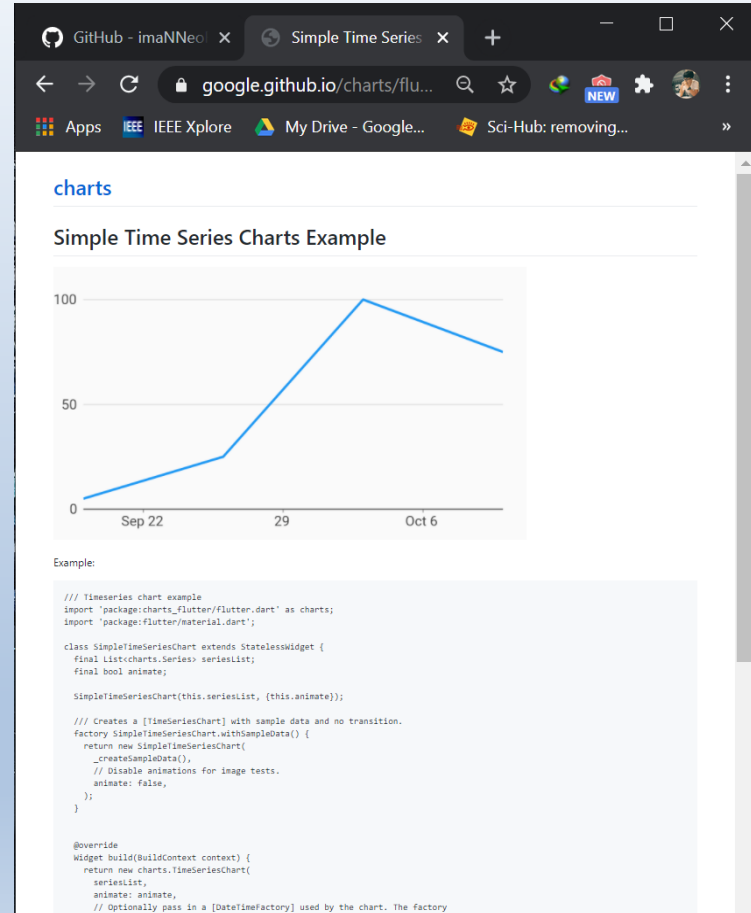 GitHub - imaNNeo
Simple Time Series
google.github.io/charts/flu...
NEW
Apps
IEEE
IEEE Xplore
My Drive - Google...
Sci-Hub: removing...
»
charts
Simple Time Series Charts Example
100
50
0
Sep 22
29
Oct 6
Example:
/// Timeseries chart example
import 'package:charts_flutter/flutter.dart' as charts;
import 'package:flutter/material.dart';
class SimpleTimeSeriesChart extends StatelessWidget {
final List<charts.Series> seriesList;
final bool animate;
SimpleTimeSeriesChart(this.seriesList, {this.animate});
/// Creates a [TimeSeriesChart] with sample data and no transition.
factory SimpleTimeSeriesChart.withSampleData() {
return new SimpleTimeSeriesChart(
_createSampleData(),
// Disable animations for image tests.
animate: false,
);
}
@override
Widget build(BuildContext context) {
return new charts.TimeSeriesChart(
seriesList,
animate: animate,
// Optionally pass in a [DateTimeFactory] used by the chart. The factory